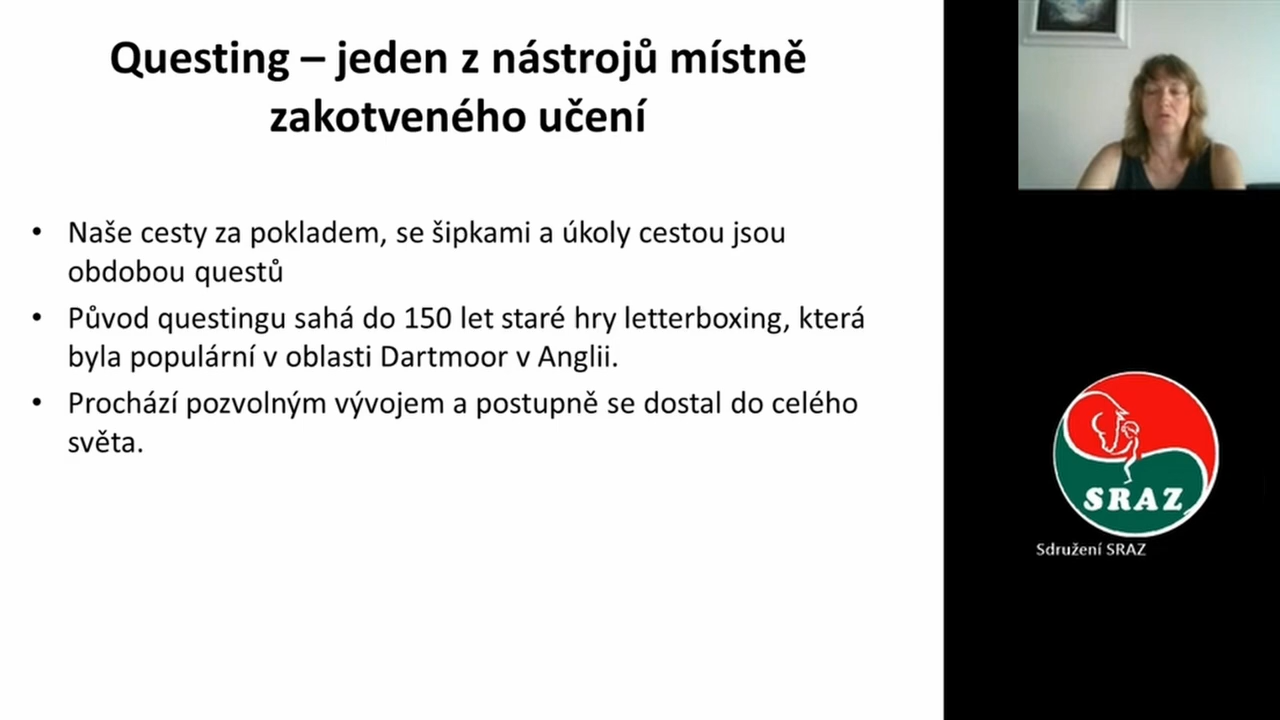 Questing – jeden z nástrojů místně
zakotveného učení
• Naše cesty za pokladem, se šipkami a úkoly cestou jsou
obdobou questů
• Původ questingu sahá do 150 let staré hry letterboxing, která
byla populární v oblasti Dartmoor v Anglii.
• Prochází pozvolným vývojem a postupně se dostal do celého
světa.
SRAZ
Sdružení SRAZ